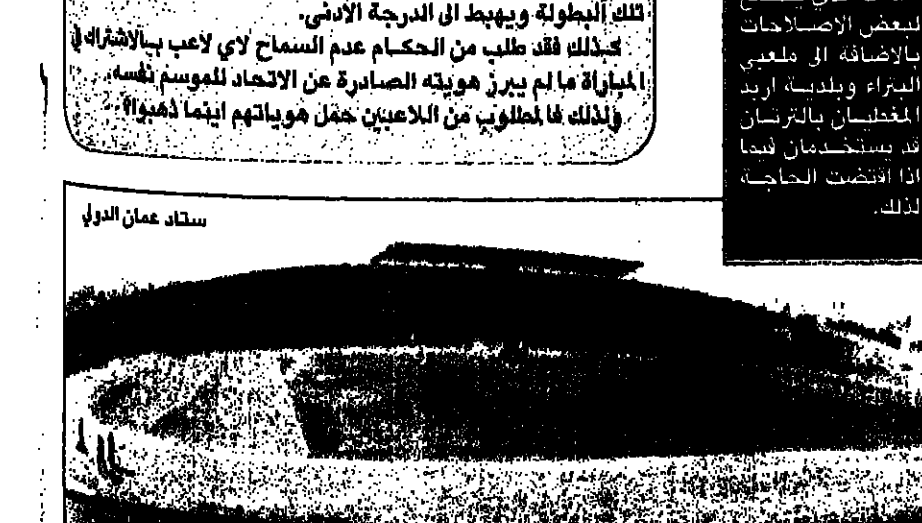 لبعض الاصلاحات
بالاضافة الى ملعبي
البتراء وبلدية اربد
المغطيان بالترتان
قد يستخدمان فيما
اذا اقتضت الحاجة
لذلك.
تلك البطولة ويهبط الى الدرجة الادنى.
كذلك فقد طلب من الحكام عدم السماح لاي لاعب بالاشتراك في
المباراة ما لم يبرز هويته الصادرة عن الاتحاد للموسم نفسه.
ولذلك فالمطلوب من اللاعبين حمل هوياتهم اينما ذهبوا!!
ستاد عمان الدولي